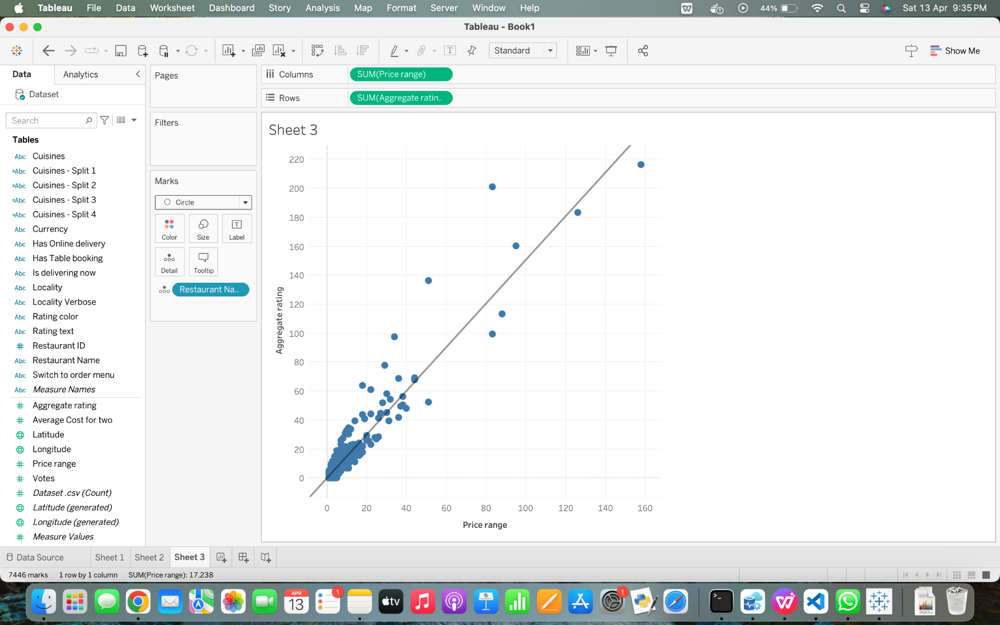 Tableau File Data Worksheet Dashboard Story Analysis Map Format Server Window Help 44% Sat 13 Apr 9:35 PM
Tableau - Book1
Standard
Show Me
Data
Analytics
Dataset
Search
Tables
Abc Cuisines
=Abc Cuisines - Split 1
=Abc Cuisines - Split 2
=Abc Cuisines - Split 3
=Abc Cuisines - Split 4
Abc Currency
Abc Has Online delivery
Abc Has Table booking
Abc Is delivering now
Abc Locality
Abc Locality Verbose
Abc Rating color
Abc Rating text
# Restaurant ID
Abc Restaurant Name
Abc Switch to order menu
Abc Measure Names
# Aggregate rating
# Average Cost for two
Latitude
Longitude
# Price range
# Votes
# Dataset .csv (Count)
Latitude (generated)
Longitude (generated)
# Measure Values
Pages
Filters
Marks
Circle
Color Size Label
Detail Tooltip
Restaurant Na..
Columns SUM(Price range)
Rows SUM(Aggregate ratin..
Sheet 3
220
200
180
160
140
120
100
80
60
40
20
0
Aggregate rating
0 20 40 60 80 100 120 140 160
Price range
Data Source Sheet 1 Sheet 2 Sheet 3
7446 marks 1 row by 1 column SUM(Price range): 17,238
APR
13
1
tv
1
DOCX